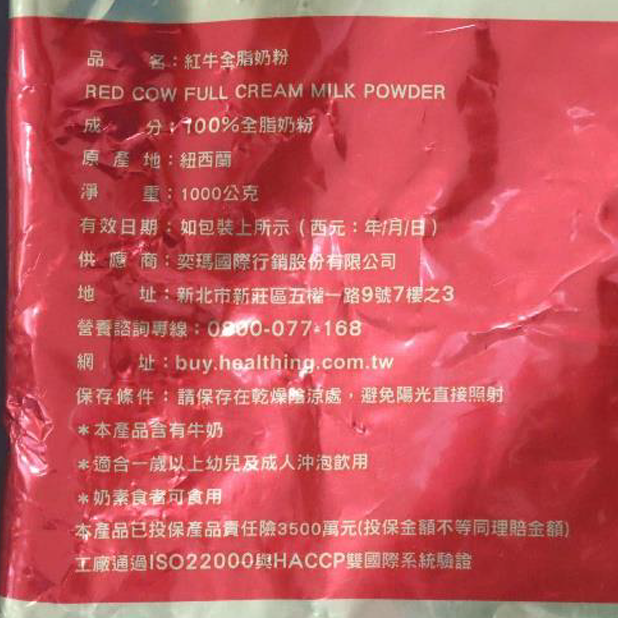 品 名：紅牛全脂奶粉
RED COW FULL CREAM MILK POWDER
成 分：100%全脂奶粉
原 產 地：紐西蘭
淨 重：1000公克
有效日期：如包裝上所示（西元：年/月/日）
供 應 商：奕瑪國際行銷股份有限公司
地 址：新北市新莊區五權一路9號7樓之3
營養諮詢專線：0800-077-168
網 址：buy.healthing.com.tw
保存條件：請保存在乾燥陰涼處，避免陽光直接照射
＊本產品含有牛奶
＊適合一歲以上幼兒及成人沖泡飲用
＊奶素食者可食用
本產品已投保產品責任險3500萬元(投保金額不等同理賠金額)
工廠通過ISO22000與HACCP雙國際系統驗證